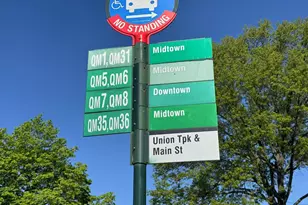 NO STANDING
QM1, QM31 Midtown
QM5, QM6 Midtown
QM7, QM8 Downtown
QM35, QM36 Midtown
Union Tpk &
Main St